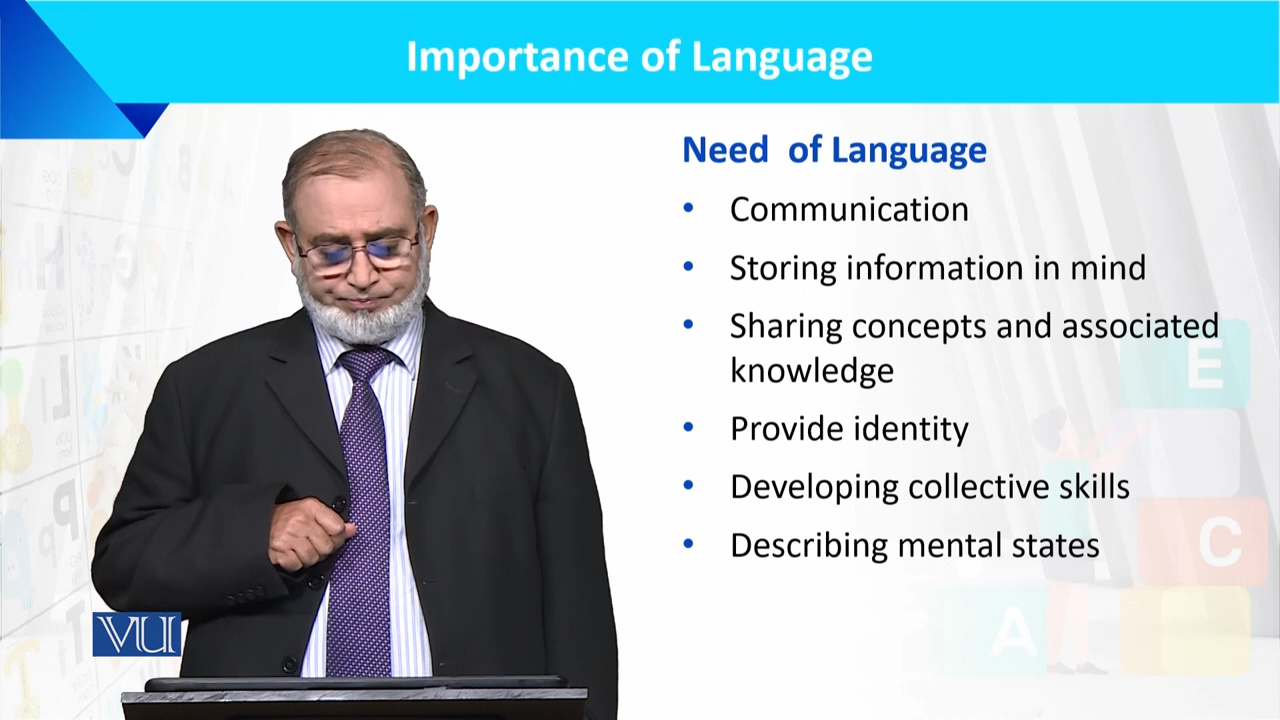 Importance of Language
Need of Language
• Communication
• Storing information in mind
• Sharing concepts and associated
knowledge
• Provide identity
• Developing collective skills
• Describing mental states
VU
E
C
A